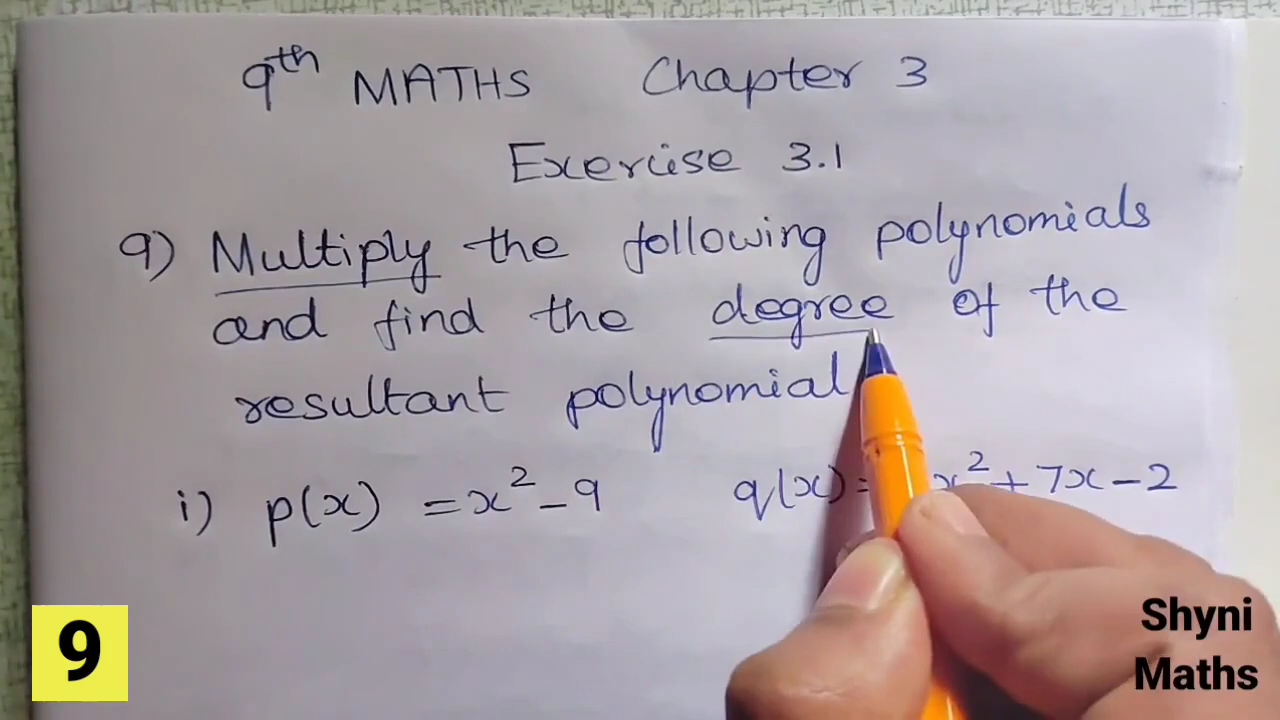 9th MATHS Chapter 3
Exercise 3.1
9) Multiply the following polynomials
and find the degree of the
resultant polynomial
i) p(x) = x² - 9 q(x) = x² + 7x - 2
9
Shyni
Maths